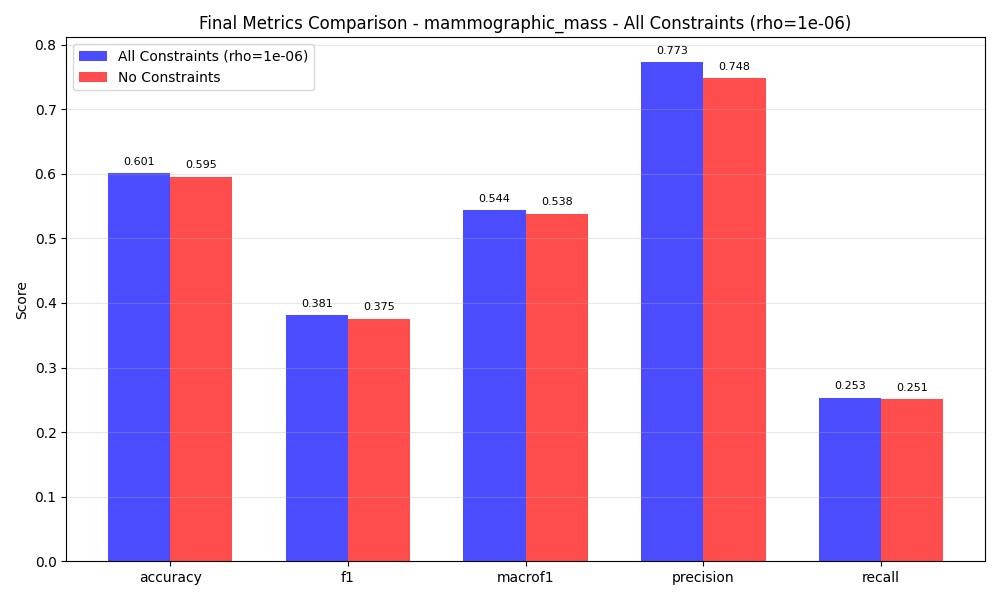 Final Metrics Comparison - mammographic_mass - All Constraints (rho=1e-06)
All Constraints (rho=1e-06)
No Constraints
Score
0.8
0.7
0.6
0.5
0.4
0.3
0.2
0.1
0.0
0.601
0.595
0.381
0.375
0.544
0.538
0.773
0.748
0.253
0.251
accuracy
f1
macrof1
precision
recall